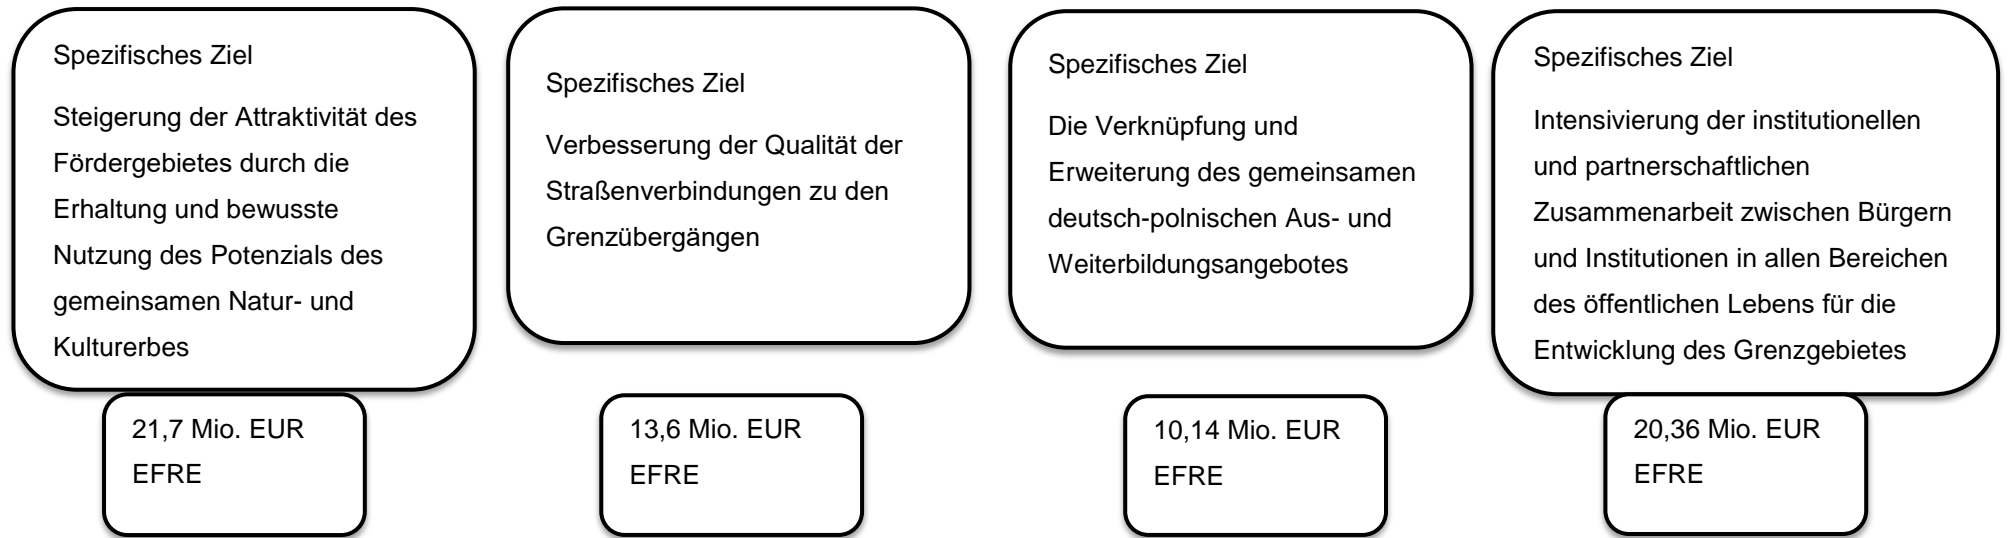 Spezifisches Ziel
Steigerung der Attraktivität des
Fördergebietes durch die
Erhaltung und bewusste
Nutzung des Potenzials des
gemeinsamen Natur- und
Kulturerbes
21,7 Mio. EUR
EFRE
Spezifisches Ziel
Verbesserung der Qualität der
Straßenverbindungen zu den
Grenzübergängen
13,6 Mio. EUR
EFRE
Spezifisches Ziel
Die Verknüpfung und
Erweiterung des gemeinsamen
deutsch-polnischen Aus- und
Weiterbildungsangebotes
10,14 Mio. EUR
EFRE
Spezifisches Ziel
Intensivierung der institutionellen
und partnerschaftlichen
Zusammenarbeit zwischen Bürgern
und Institutionen in allen Bereichen
des öffentlichen Lebens für die
Entwicklung des Grenzgebietes
20,36 Mio. EUR
EFRE